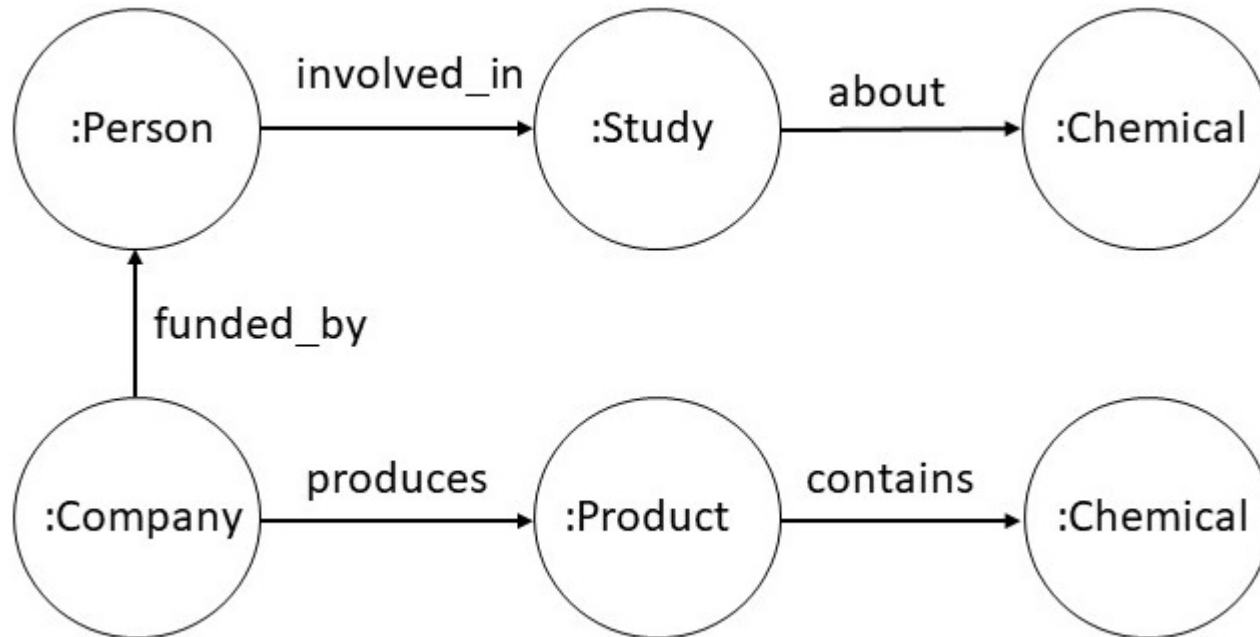 involved_in
about
:Person
:Study
:Chemical
funded_by
produces
contains
:Company
:Product
:Chemical